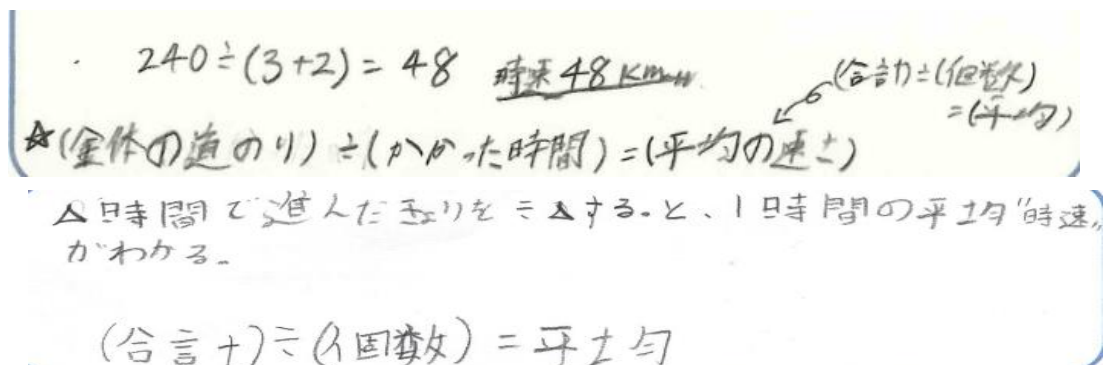 240÷(3+2)=48 時速48km
(合計)÷(個数)
=(平均)
☆(全体の道のり)÷(かかった時間)=(平均の速さ)
△時間で進んだきょりを÷△する。と、1時間の平均"時速"
がわかる。
(合計)÷(個数)=平均